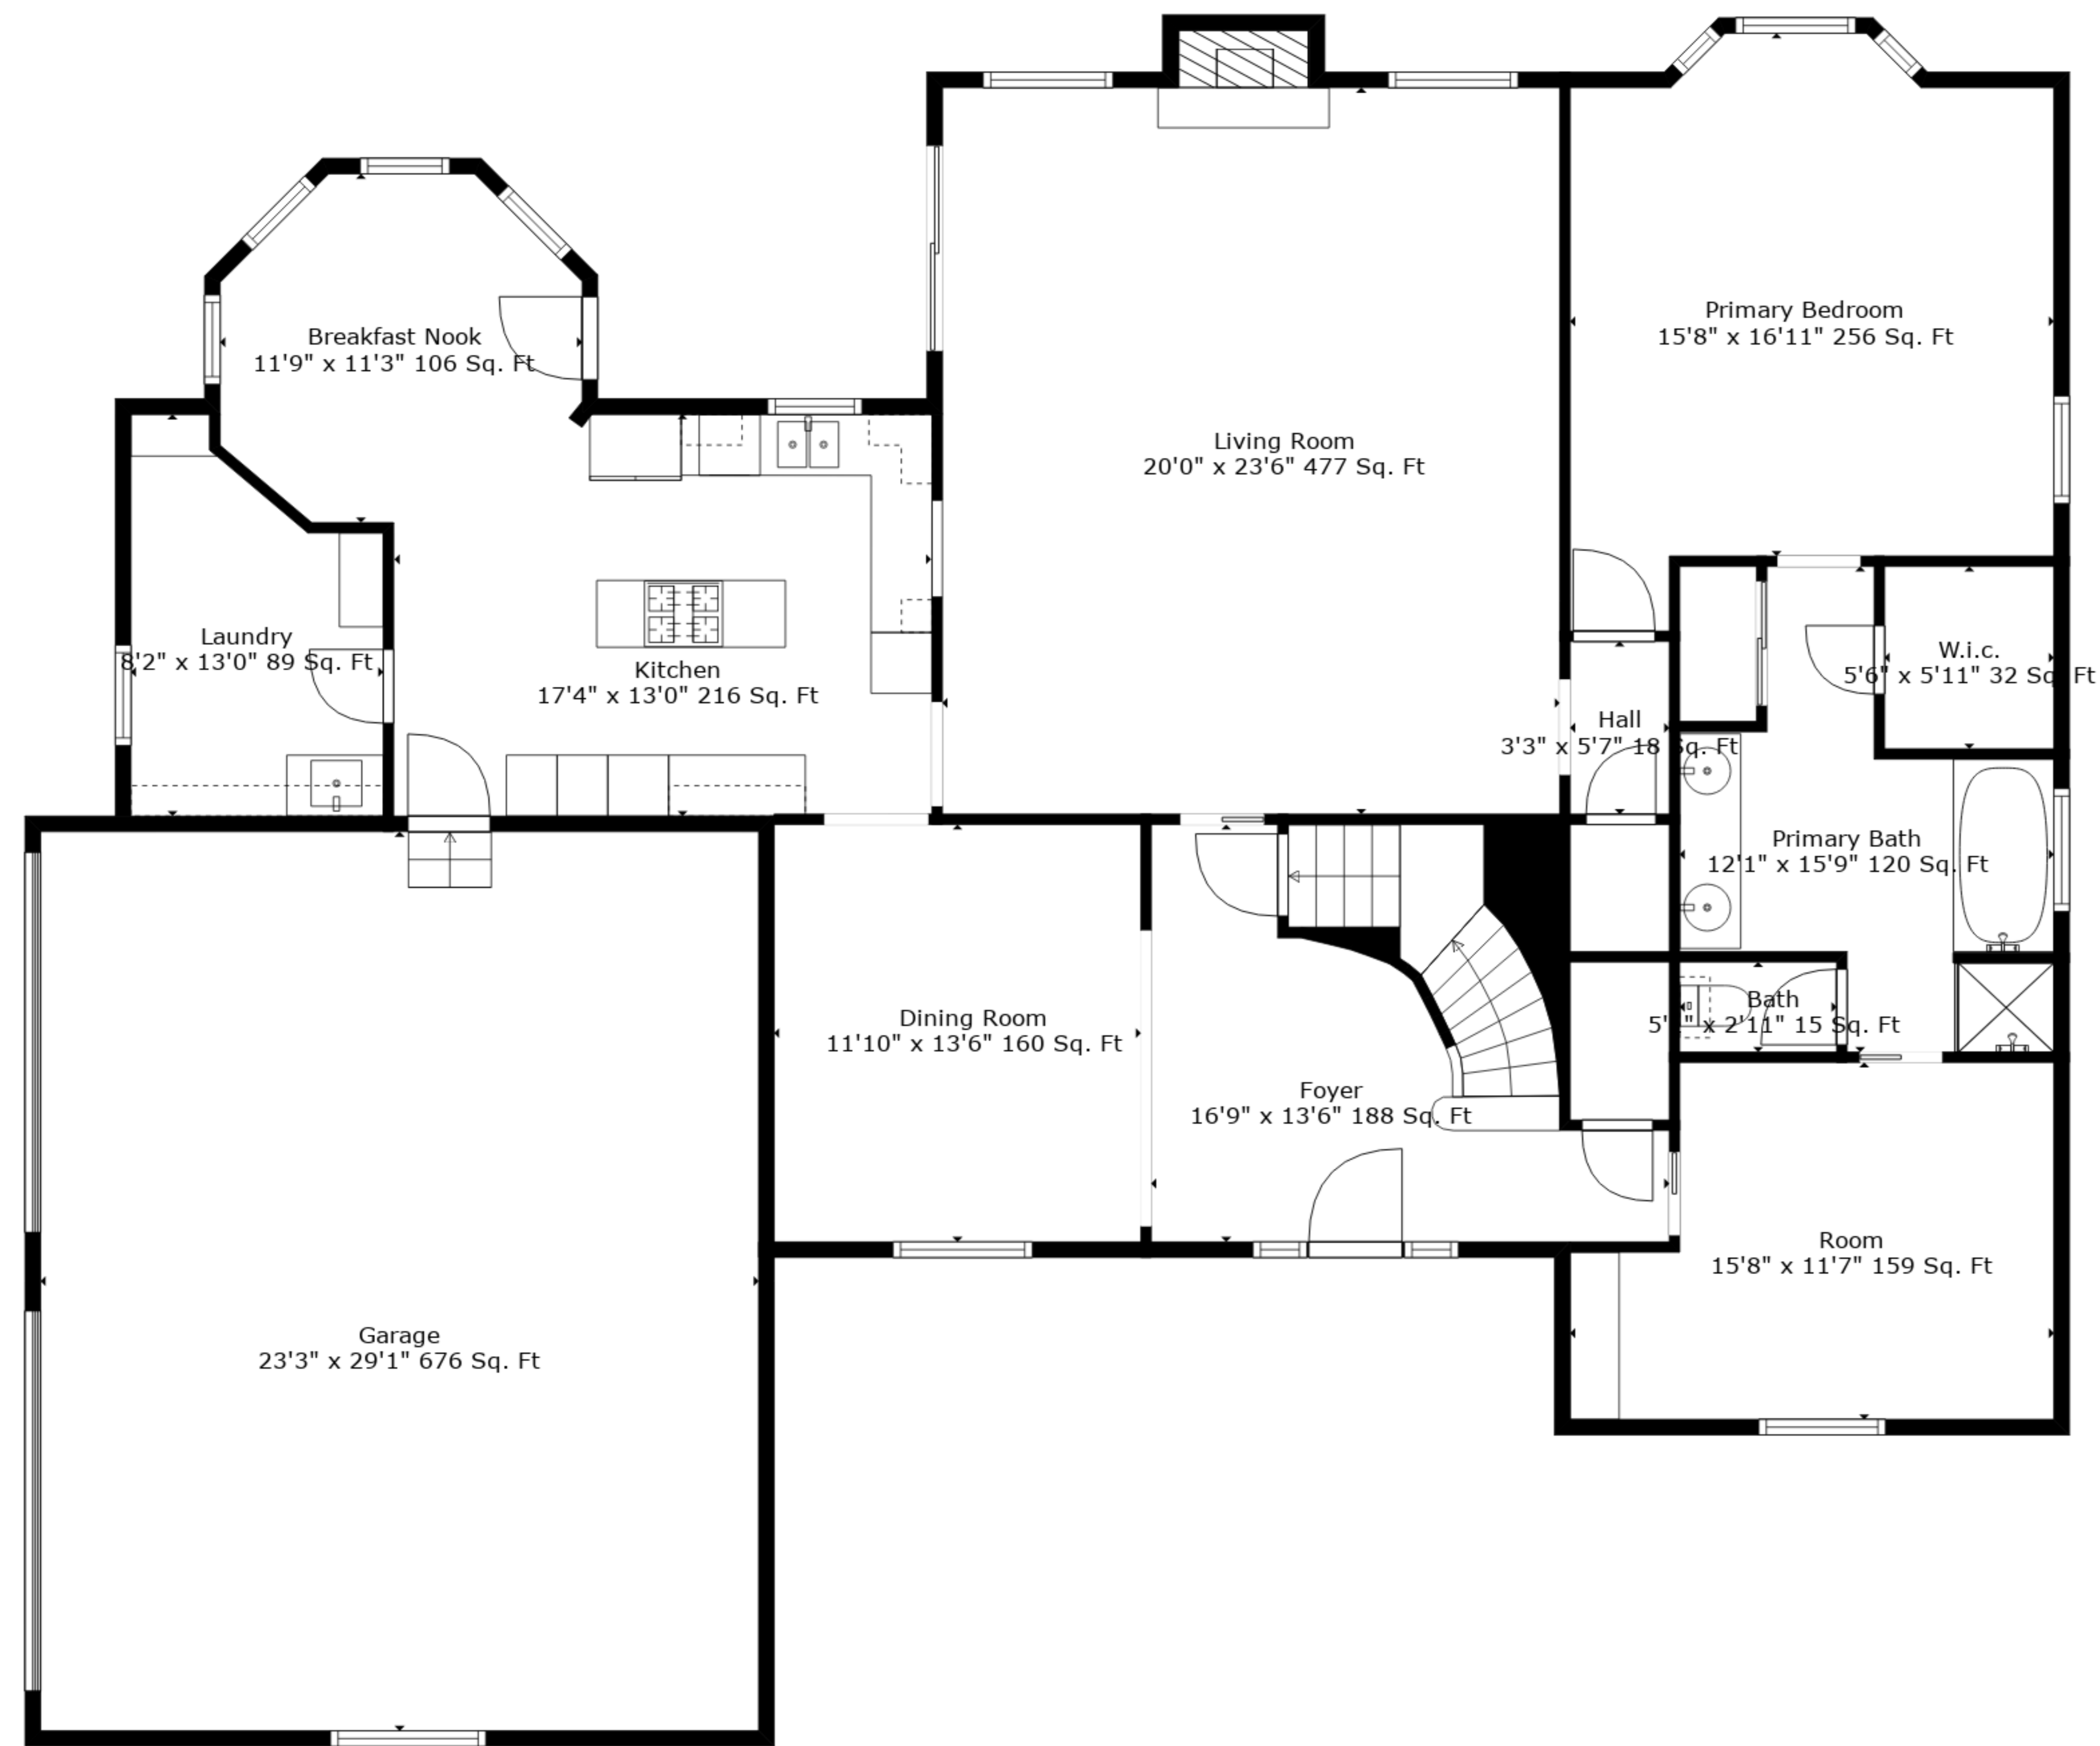 Primary Bedroom
15'8" x 16'11" 256 Sq. Ft
Breakfast Nook
11'9" x 11'3" 106 Sq. Ft
Living Room
20'0" x 23'6" 477 Sq. Ft
Laundry
8'2" x 13'0" 89 Sq. Ft
Kitchen
17'4" x 13'0" 216 Sq. Ft
W.i.c.
5'6" x 5'11" 32 Sq. Ft
Hall
3'3" x 5'7" 18 Sq. Ft
Primary Bath
12'1" x 15'9" 120 Sq. Ft
Bath
x 2'11" 15 Sq. Ft
Dining Room
11'10" x 13'6" 160 Sq. Ft
Foyer
16'9" x 13'6" 188 Sq. Ft
Room
15'8" x 11'7" 159 Sq. Ft
Garage
23'3" x 29'1" 676 Sq. Ft